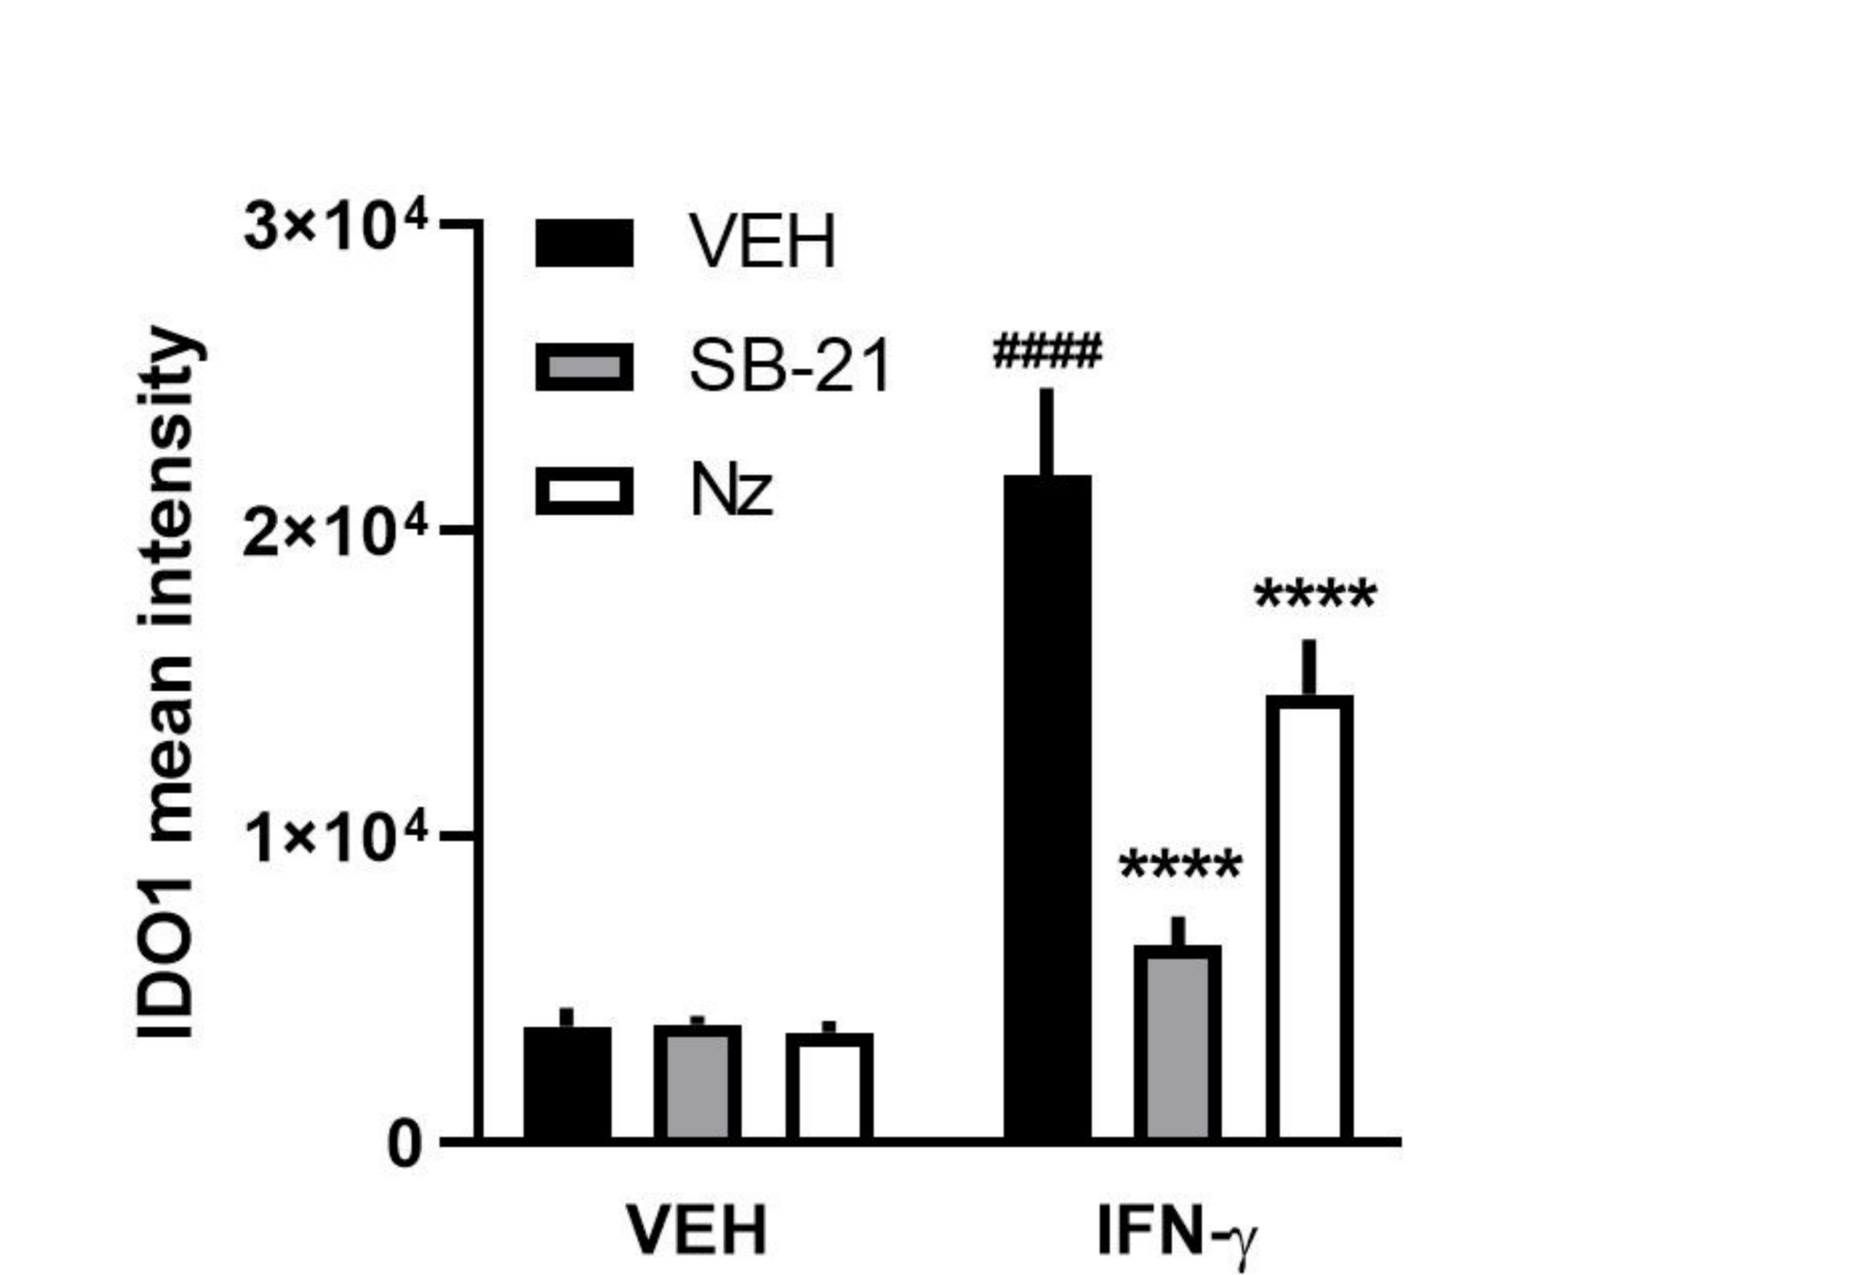 IDO1 mean intensity
3×10⁴
2×10⁴
1×10⁴
0
VEH
SB-21
Nz
####
****
****
VEH
IFN-γ